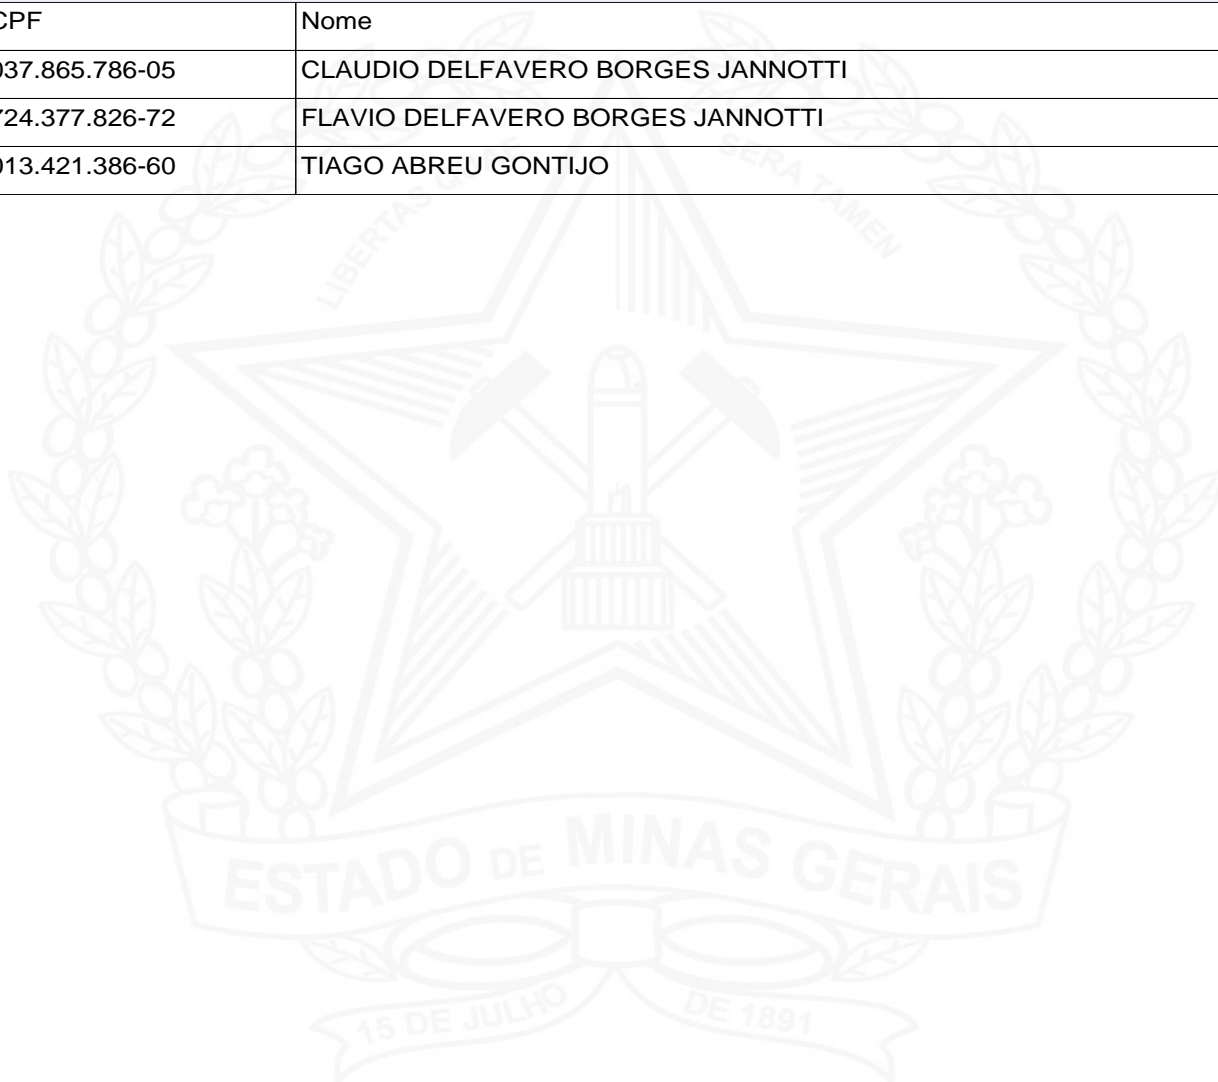 CPF Nome
037.865.786-05 CLAUDIO DELFAVERO BORGES JANNOTTI
724.377.826-72 FLAVIO DELFAVERO BORGES JANNOTTI
013.421.386-60 TIAGO ABREU GONTIJO
LIBERTAS QUE SERA TAMEN
ESTADO DE MINAS GERAIS
15 DE JULHO DE 1891